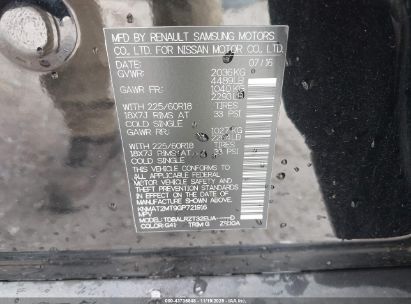 MFD BY RENAULT SAMSUNG MOTORS
CO., LTD. FOR NISSAN MOTOR CO., LTD.
DATE: 07/16
GVWR: 2036KG
4489LB
GAWR FR: 1040KG
2293LB
WITH 225/60R18 TIRES
18X7J RIMS AT 33 PSI
COLD SINGLE
GAWR RR: 1027KG
2264LB
WITH 225/60R18 TIRES
18X7J RIMS AT 33 PSI
COLD SINGLE
THIS VEHICLE CONFORMS TO
ALL APPLICABLE FEDERAL
MOTOR VEHICLE SAFETY AND
THEFT PREVENTION STANDARDS
IN EFFECT ON THE DATE OF
MANUFACTURE SHOWN ABOVE.
MPV
MODEL:
COLOR: G41 TRIM: G